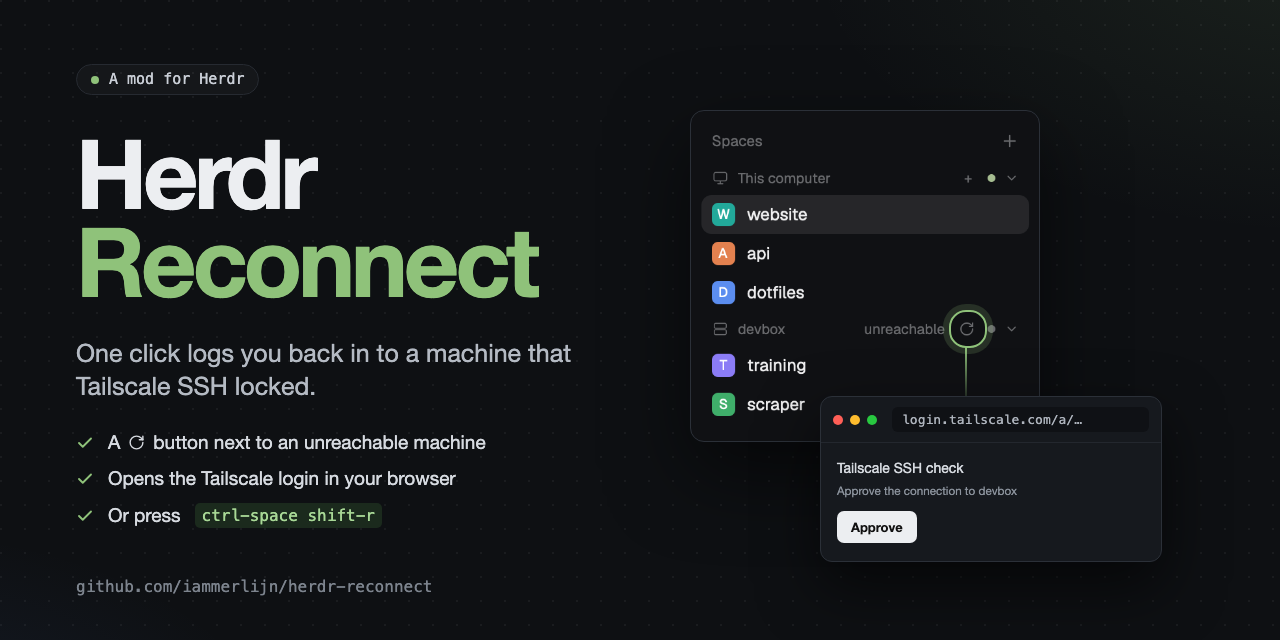 A mod for Herdr
Herdr
Reconnect
One click logs you back in to a machine that
Tailscale SSH locked.
A button next to an unreachable machine
Opens the Tailscale login in your browser
Or press ctrl-space shift-r
github.com/iammerlijn/herdr-reconnect
Spaces
This computer
W website
A api
D dotfiles
devbox unreachable
T training
S scraper
login.tailscale.com/a/…
Tailscale SSH check
Approve the connection to devbox
Approve